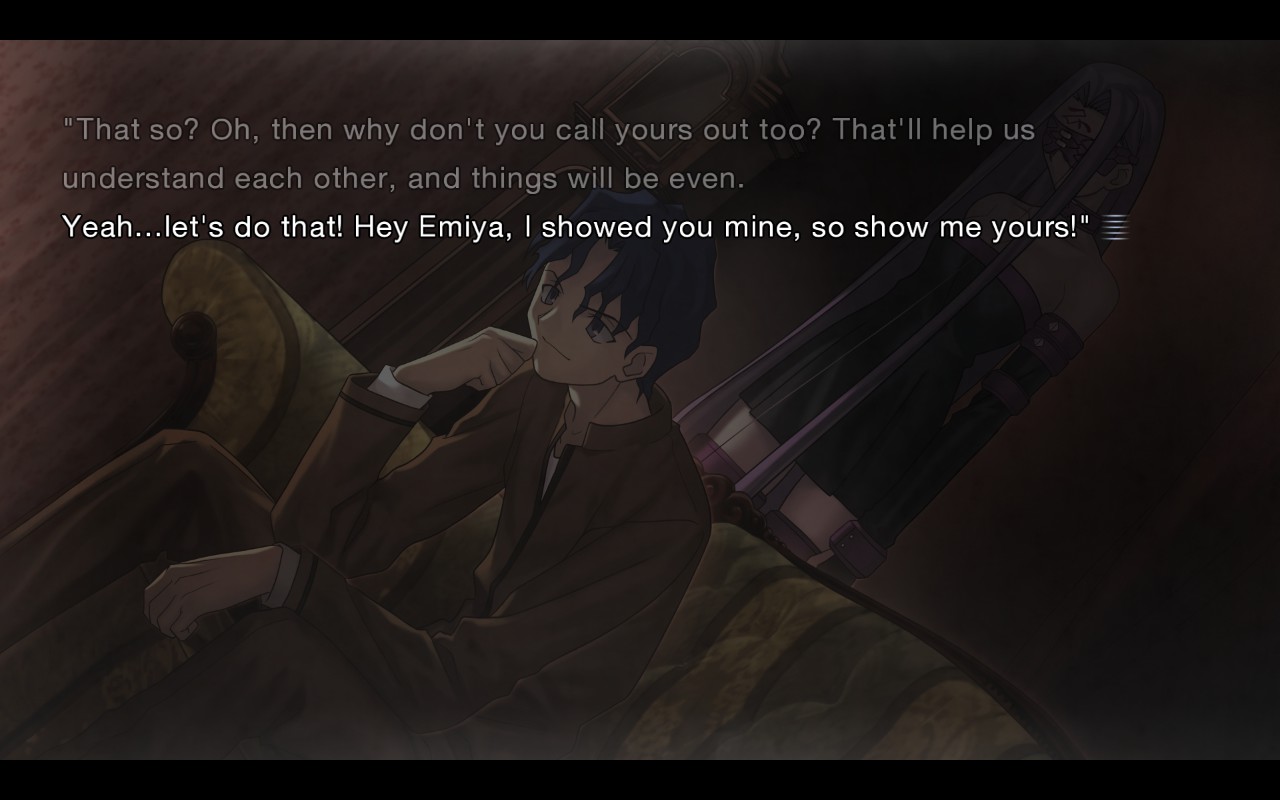 "That so? Oh, then why don't you call yours out too? That'll help us
understand each other, and things will be even.
Yeah...let's do that! Hey Emiya, I showed you mine, so show me yours!"